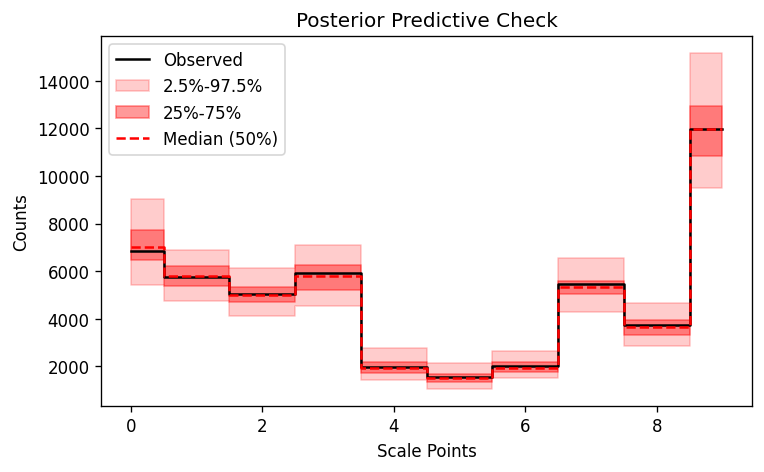 Posterior Predictive Check
Observed
2.5%-97.5%
25%-75%
Median (50%)
Counts
14000
12000
10000
8000
6000
4000
2000
0 2 4 6 8
Scale Points